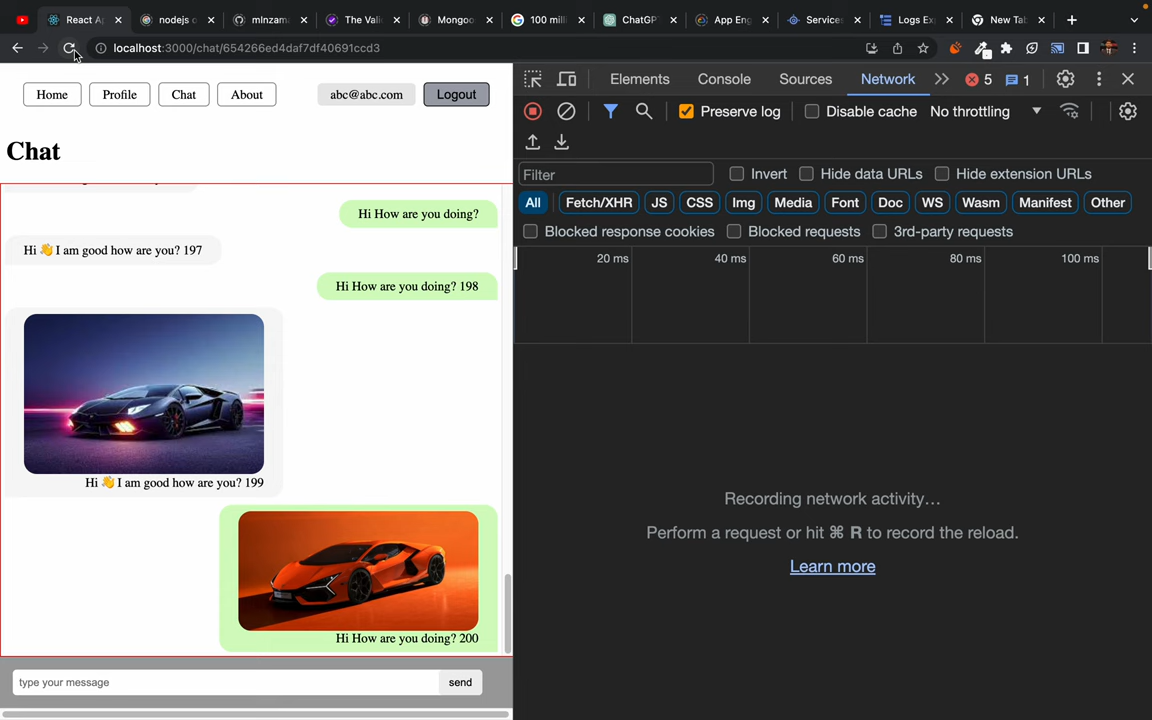 React Ap
nodejs o
mInzama
The Vali
Mongoo
100 milli
ChatGP
App Eng
Services
Logs Ex
New Tab
localhost:3000/chat/654266ed4daf7df40691ccd3
Home Profile Chat About abc@abc.com Logout
Chat
Hi How are you doing?
Hi 👋 I am good how are you? 197
Hi How are you doing? 198
Hi 👋 I am good how are you? 199
Hi How are you doing? 200
type your message send
Elements Console Sources Network 5 1
Preserve log Disable cache No throttling
Filter Invert Hide data URLs Hide extension URLs
All Fetch/XHR JS CSS Img Media Font Doc WS Wasm Manifest Other
Blocked response cookies Blocked requests 3rd-party requests
20 ms 40 ms 60 ms 80 ms 100 ms
Recording network activity…
Perform a request or hit ⌘ R to record the reload.
Learn more